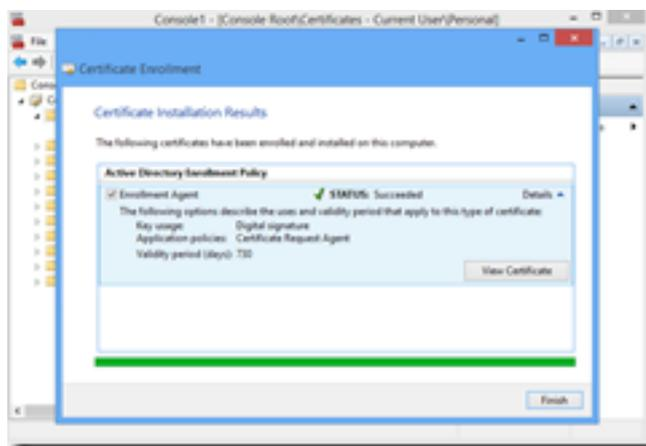 Console1 - [Console Root\Certificates - Current User\Personal]
File
Certificate Enrollment
Certificate Installation Results
The following certificates have been enrolled and installed on this computer.
Active Directory Enrollment Policy
Enrollment Agent STATUS: Succeeded Details
The following options describe the uses and validity period that apply to this type of certificate:
Key usage: Digital signature
Application policies: Certificate Request Agent
Validity period (days): 730
View Certificate
Finish